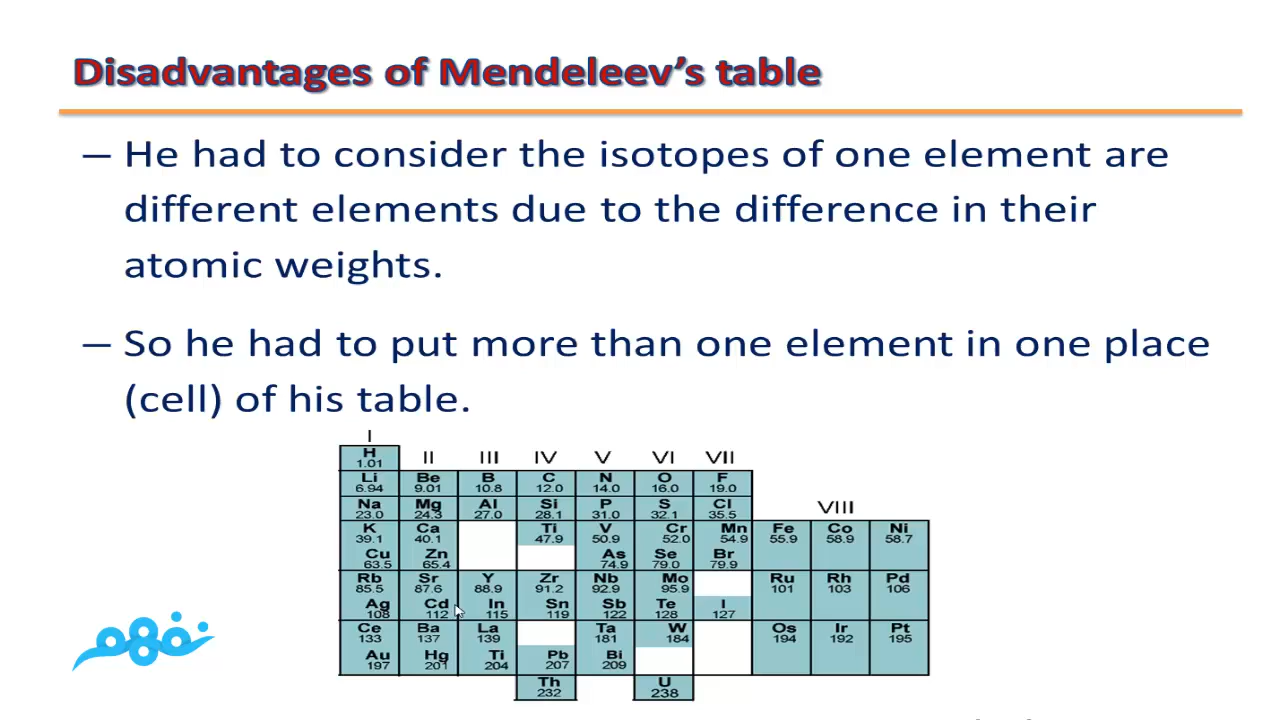 Disadvantages of Mendeleev's table
– He had to consider the isotopes of one element are
different elements due to the difference in their
atomic weights.
– So he had to put more than one element in one place
(cell) of his table.
I
H II III IV V VI VII
1.01
Li Be B C N O F
6.94 9.01 10.8 12.0 14.0 16.0 19.0
Na Mg Al Si P S Cl VIII
23.0 24.3 27.0 28.1 31.0 32.1 35.5
K Ca Ti V Cr Mn Fe Co Ni
39.1 40.1 47.9 50.9 52.0 54.9 55.9 58.9 58.7
Cu Zn As Se Br
63.5 65.4 74.9 79.0 79.9
Rb Sr Y Zr Nb Mo Ru Rh Pd
85.5 87.6 88.9 91.2 92.9 95.9 101 103 106
Ag Cd In Sn Sb Te I
108 112 115 119 122 128 127
Ce Ba La Ta W Os Ir Pt
133 137 139 181 184 194 192 195
Au Hg Ti Pb Bi
197 201 204 207 209
Th U
232 238
نفهم